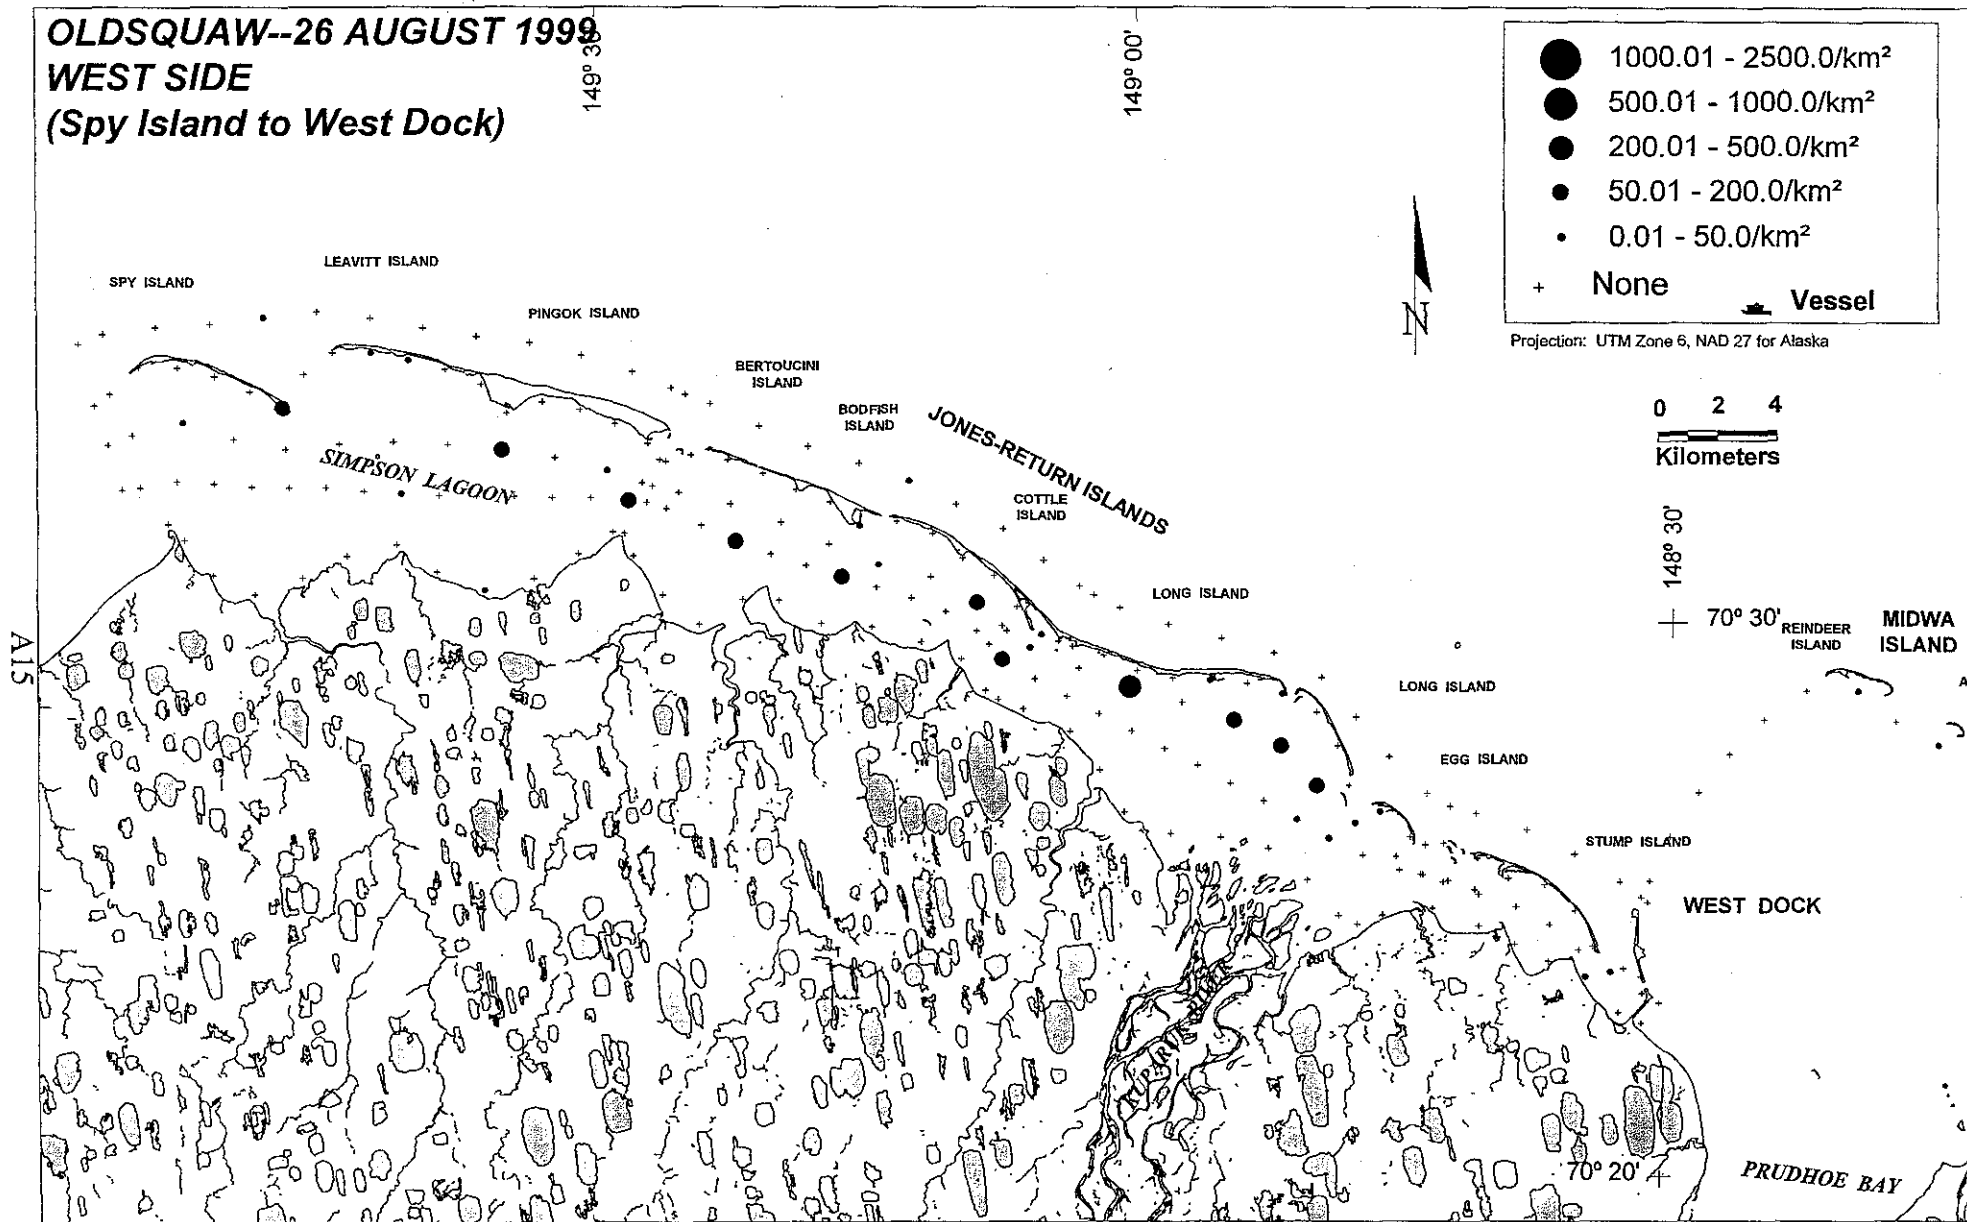 OLDSQUAW--26 AUGUST 1999
WEST SIDE
(Spy Island to West Dock)
149° 30'
149° 00'
1000.01 - 2500.0/km²
500.01 - 1000.0/km²
200.01 - 500.0/km²
50.01 - 200.0/km²
0.01 - 50.0/km²
None
Vessel
Projection: UTM Zone 6, NAD 27 for Alaska
N
0 2 4
Kilometers
SPY ISLAND
LEAVITT ISLAND
PINGOK ISLAND
BERTOUCINI
ISLAND
BODFISH
ISLAND
JONES-RETURN ISLANDS
COTTLE
ISLAND
SIMPSON LAGOON
LONG ISLAND
148° 30'
70° 30'
REINDEER
ISLAND
MIDWA
ISLAND
A
LONG ISLAND
EGG ISLAND
STUMP ISLAND
WEST DOCK
KUPARUK RIVER
70° 20'
PRUDHOE BAY
A15